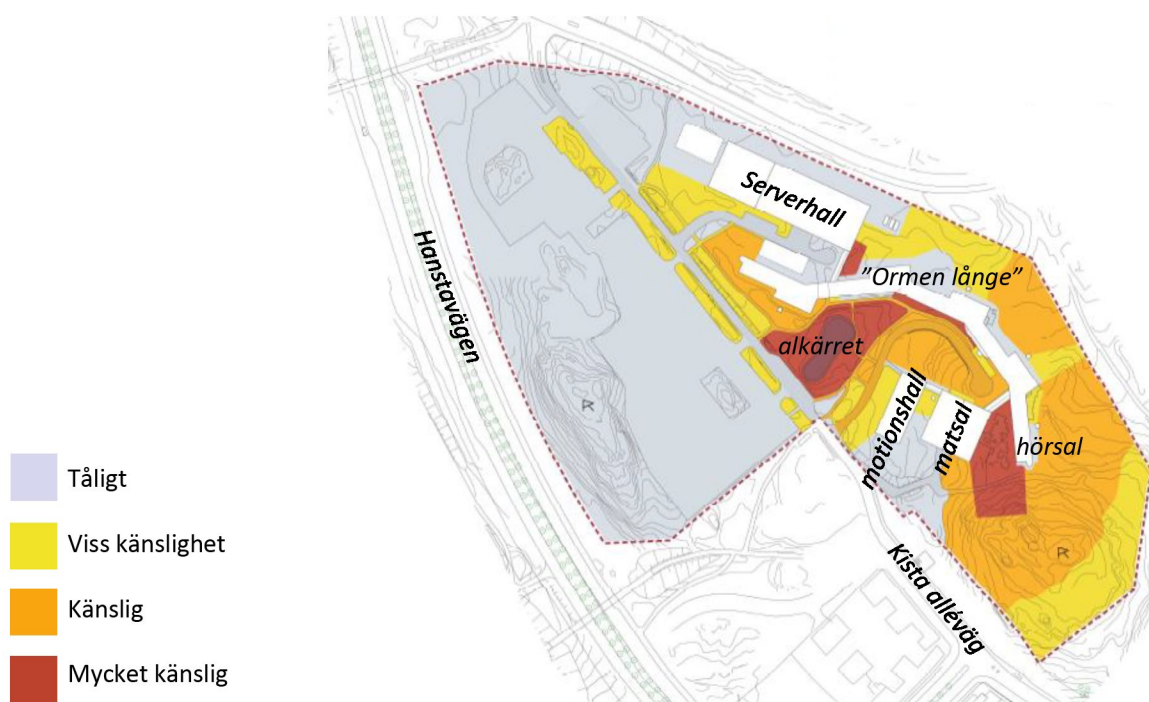 Serverhall
Hanstavägen
”Ormen långe”
alkärret
motionshall
matsal
hörsal
Kista alléväg
Tåligt
Viss känslighet
Känslig
Mycket känslig
R
R